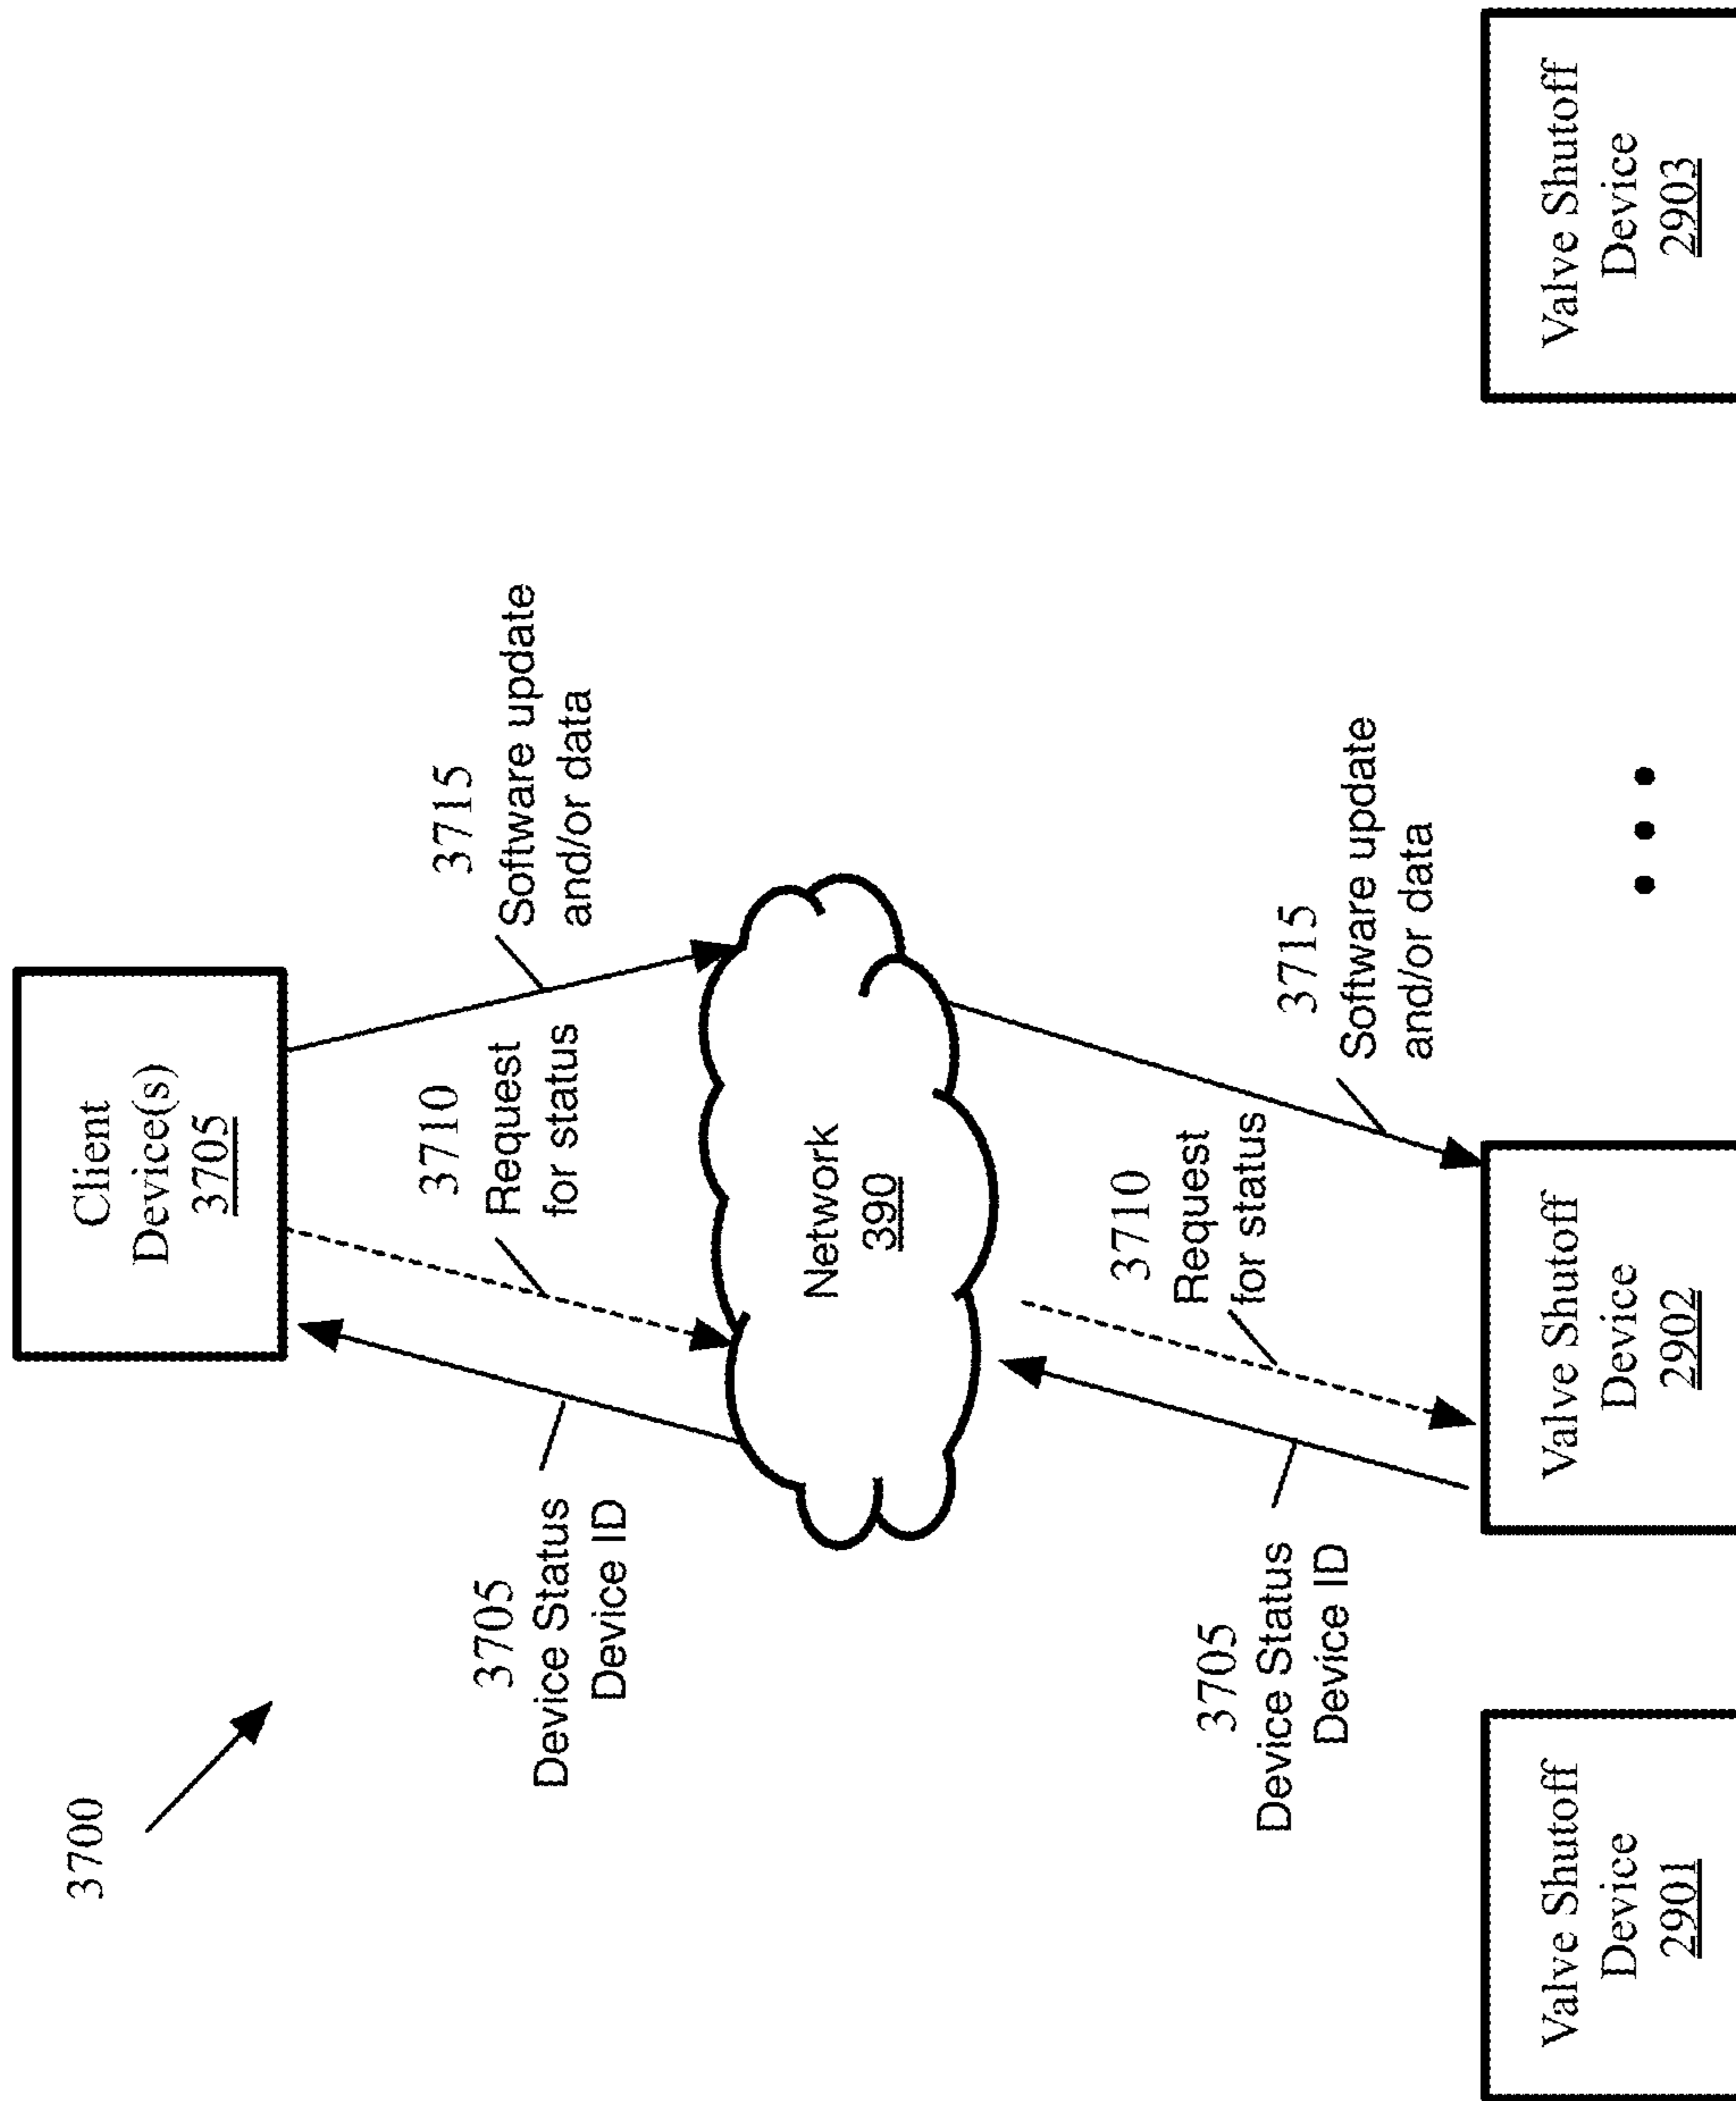 3700
Client
Device(s)
3705
3705
Device Status
Device ID
3710
Request
for status
3715
Software update
and/or data
Network
390
3705
Device Status
Device ID
3710
Request
for status
3715
Software update
and/or data
Valve Shutoff
Device
2901
Valve Shutoff
Device
2902
Valve Shutoff
Device
2903